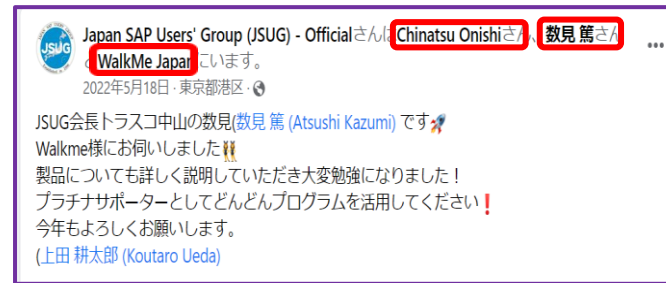 JSUG
Japan SAP Users' Group (JSUG) - Officialさんは Chinatsu Onishiさん、数見 篤さん
とWalkMe Japanにいます。
2022年5月18日 · 東京都港区 ·
JSUG会長トラスコ中山の数見(数見 篤 (Atsushi Kazumi) です🚀
Walkme様にお伺いしました👯
製品についても詳しく説明していただき大変勉強になりました！
プラチナサポーターとしてどんどんプログラムを活用してください❗
今年もよろしくお願いします。
(上田 耕太郎 (Koutaro Ueda)